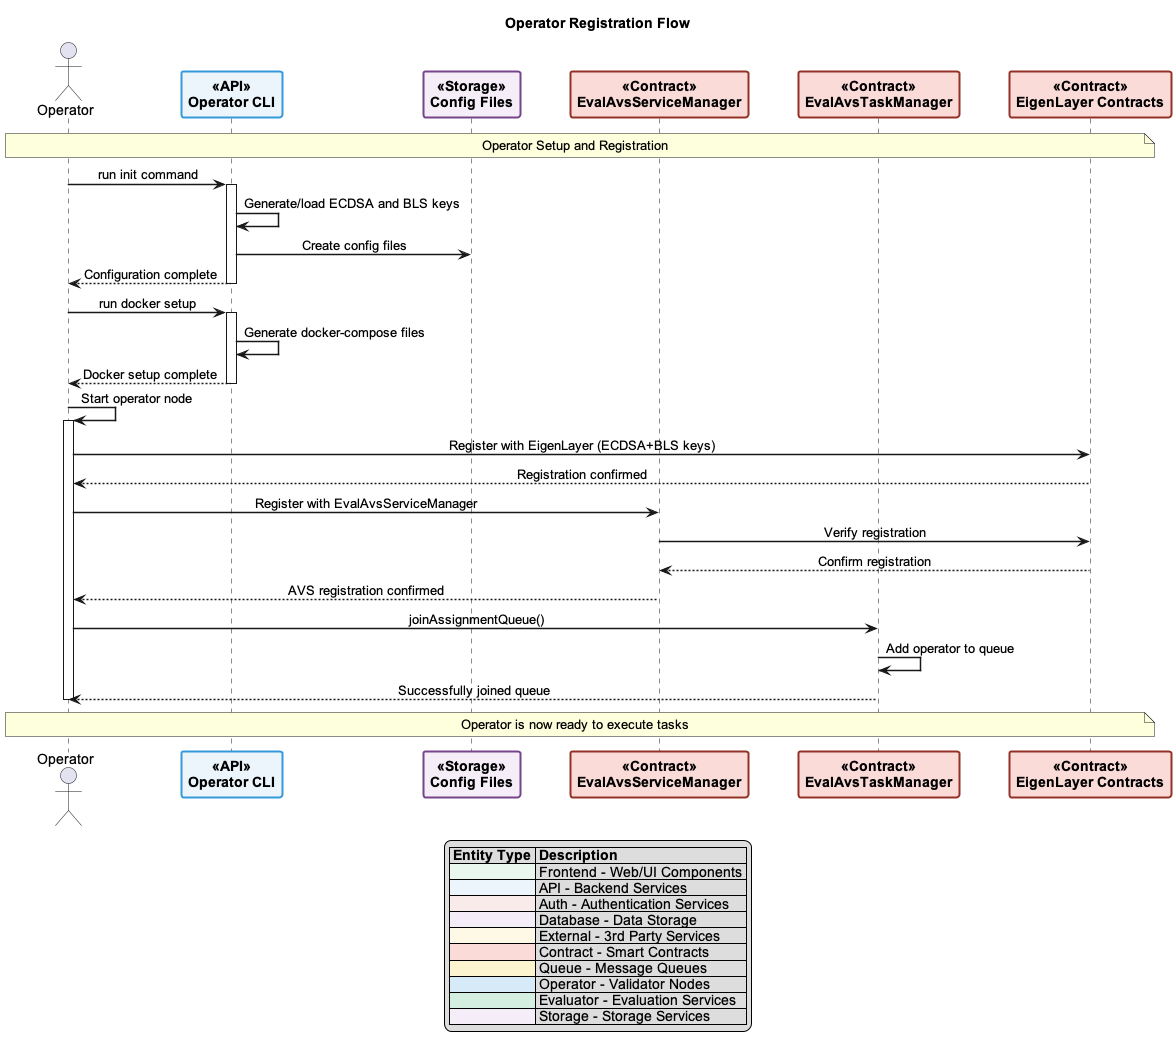 Operator Registration Flow
Operator
«API»
Operator CLI
«Storage»
Config Files
«Contract»
EvalAvsServiceManager
«Contract»
EvalAvsTaskManager
«Contract»
EigenLayer Contracts
Operator Setup and Registration
run init command
Generate/load ECDSA and BLS keys
Create config files
Configuration complete
run docker setup
Generate docker-compose files
Docker setup complete
Start operator node
Register with EigenLayer (ECDSA+BLS keys)
Registration confirmed
Register with EvalAvsServiceManager
Verify registration
Confirm registration
AVS registration confirmed
joinAssignmentQueue()
Add operator to queue
Successfully joined queue
Operator is now ready to execute tasks
Operator
«API»
Operator CLI
«Storage»
Config Files
«Contract»
EvalAvsServiceManager
«Contract»
EvalAvsTaskManager
«Contract»
EigenLayer Contracts
Entity Type Description
Frontend - Web/UI Components
API - Backend Services
Auth - Authentication Services
Database - Data Storage
External - 3rd Party Services
Contract - Smart Contracts
Queue - Message Queues
Operator - Validator Nodes
Evaluator - Evaluation Services
Storage - Storage Services